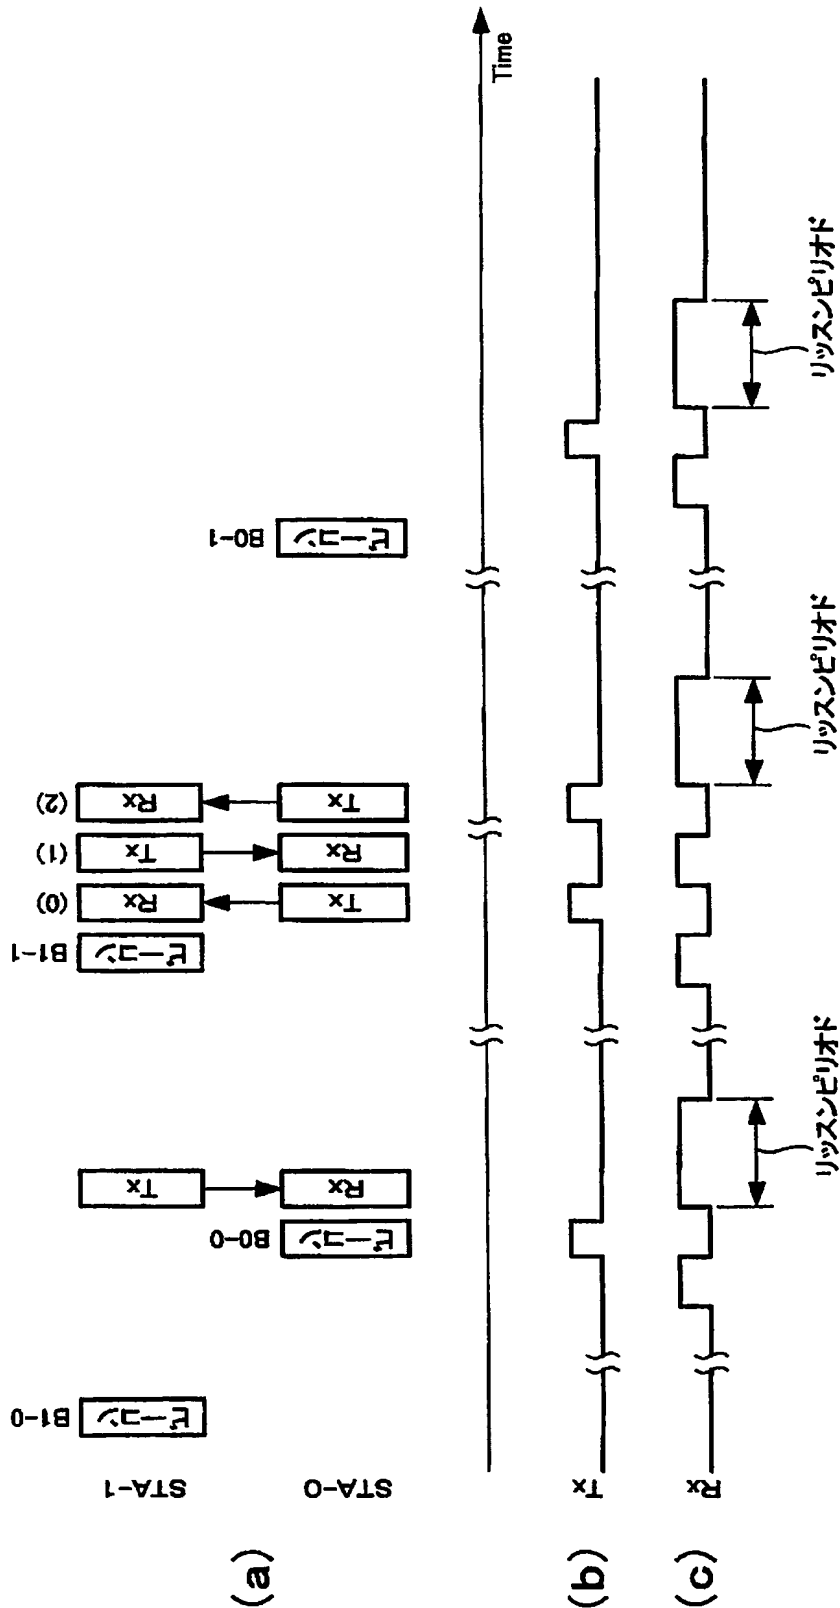 (a)
STA-1
B1-0
ビーコン
Tx
B1-1
ビーコン
(0)
Rx
(1)
Tx
(2)
Rx
STA-0
B0-0
ビーコン
Rx
Tx
Rx
Tx
B0-1
ビーコン
Time
(b)
Tx
(c)
Rx
リッスンピリオド
リッスンピリオド
リッスンピリオド